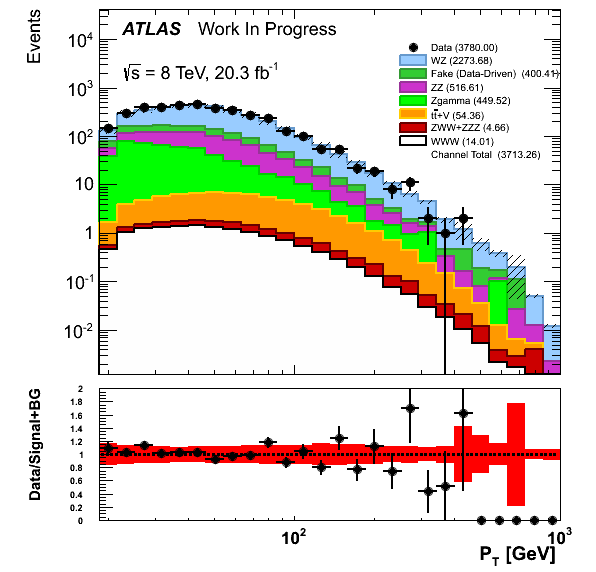 Events
ATLAS Work In Progress
√s = 8 TeV, 20.3 fb⁻¹
Data (3780.00)
WZ (2273.68)
Fake (Data-Driven) (400.41)
ZZ (516.61)
Zgamma (449.52)
tt̄+V (54.36)
ZWW+ZZZ (4.66)
WWW (14.01)
Channel Total (3713.26)
10⁴
10³
10²
10
1
10⁻¹
10⁻²
Data/Signal+BG
2
1.8
1.6
1.4
1.2
1
0.8
0.6
0.4
0.2
0
10² 10³
P_T [GeV]